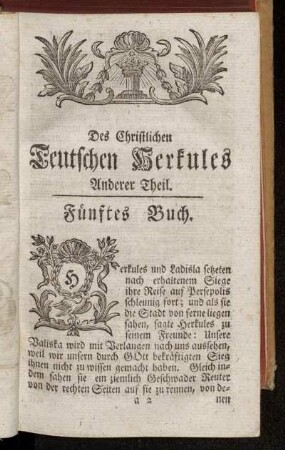 Des Christlichen
Teutschen Herkules
Anderer Theil.
Fünftes Buch.
Herkules und Ladisla setzeten
nach erhaltenem Siege
ihre Reise auf Persepolis
schleunig fort; und als sie
die Stadt von ferne liegen
sahen, sagte Herkules zu
seinem Freunde: Unsere
Valiska wird mit Verlangen nach uns aussehen,
weil wir unsern durch GOtt bekräftigten Sieg
ihnen nicht zu wissen gemacht haben. Gleich in-
dem sahen sie ein ziemlich Geschwader Reuter
von der rechten Seiten auf sie zu rennen, von de-
a 2 nen